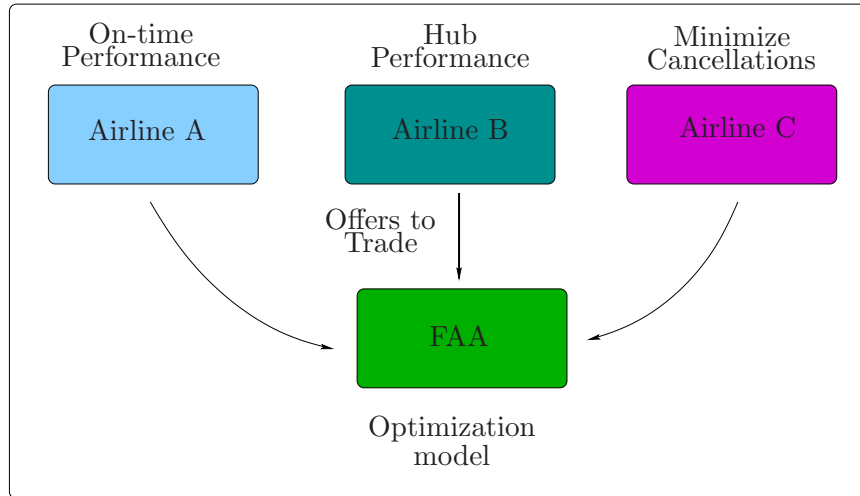 On-time
Performance
Hub
Performance
Minimize
Cancellations
Airline A
Airline B
Airline C
Offers to
Trade
FAA
Optimization
model